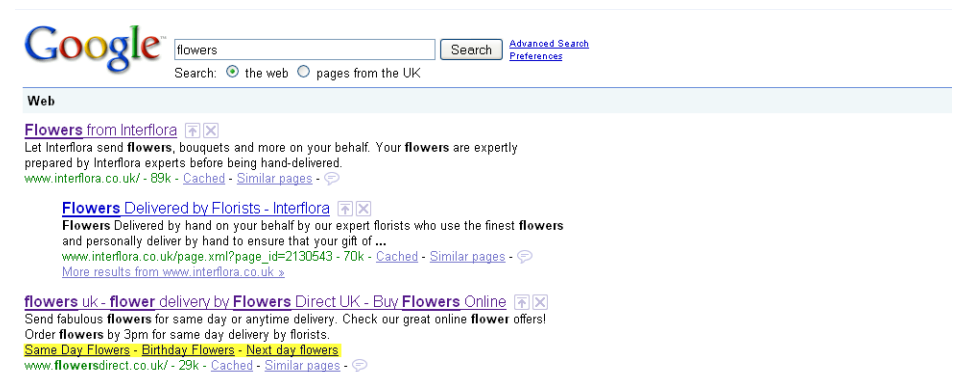 Google™ flowers Search Advanced Search
Preferences
Search: the web pages from the UK
Web
Flowers from Interflora
Let Interflora send flowers, bouquets and more on your behalf. Your flowers are expertly
prepared by Interflora experts before being hand-delivered.
www.interflora.co.uk/ - 89k - Cached - Similar pages -
Flowers Delivered by Florists - Interflora
Flowers Delivered by hand on your behalf by our expert florists who use the finest flowers
and personally deliver by hand to ensure that your gift of ...
www.interflora.co.uk/page.xml?page_id=2130543 - 70k - Cached - Similar pages -
More results from www.interflora.co.uk »
flowers uk - flower delivery by Flowers Direct UK - Buy Flowers Online
Send fabulous flowers for same day or anytime delivery. Check our great online flower offers!
Order flowers by 3pm for same day delivery by florists.
Same Day Flowers - Birthday Flowers - Next day flowers
www.flowersdirect.co.uk/ - 29k - Cached - Similar pages -